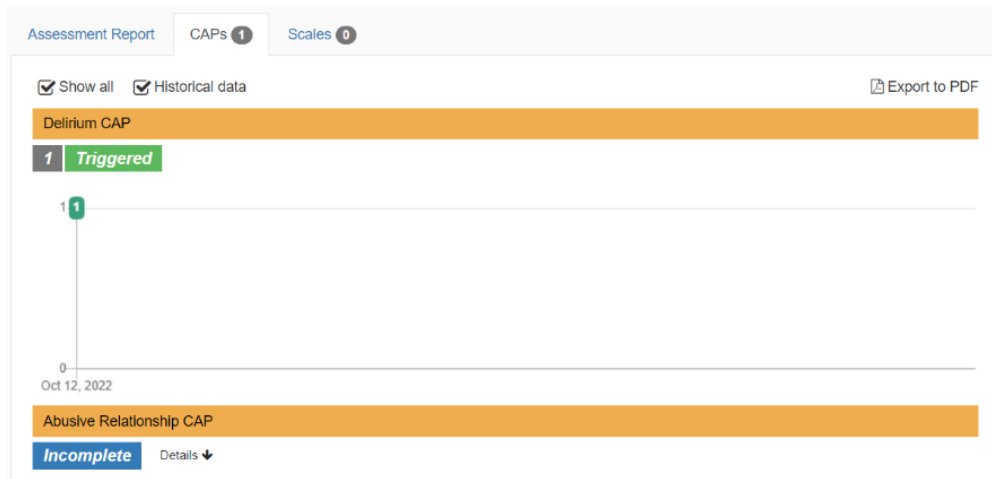 Assessment Report CAPs 1 Scales 0
Show all Historical data Export to PDF
Delirium CAP
1 Triggered
1 1
0
Oct 12, 2022
Abusive Relationship CAP
Incomplete Details